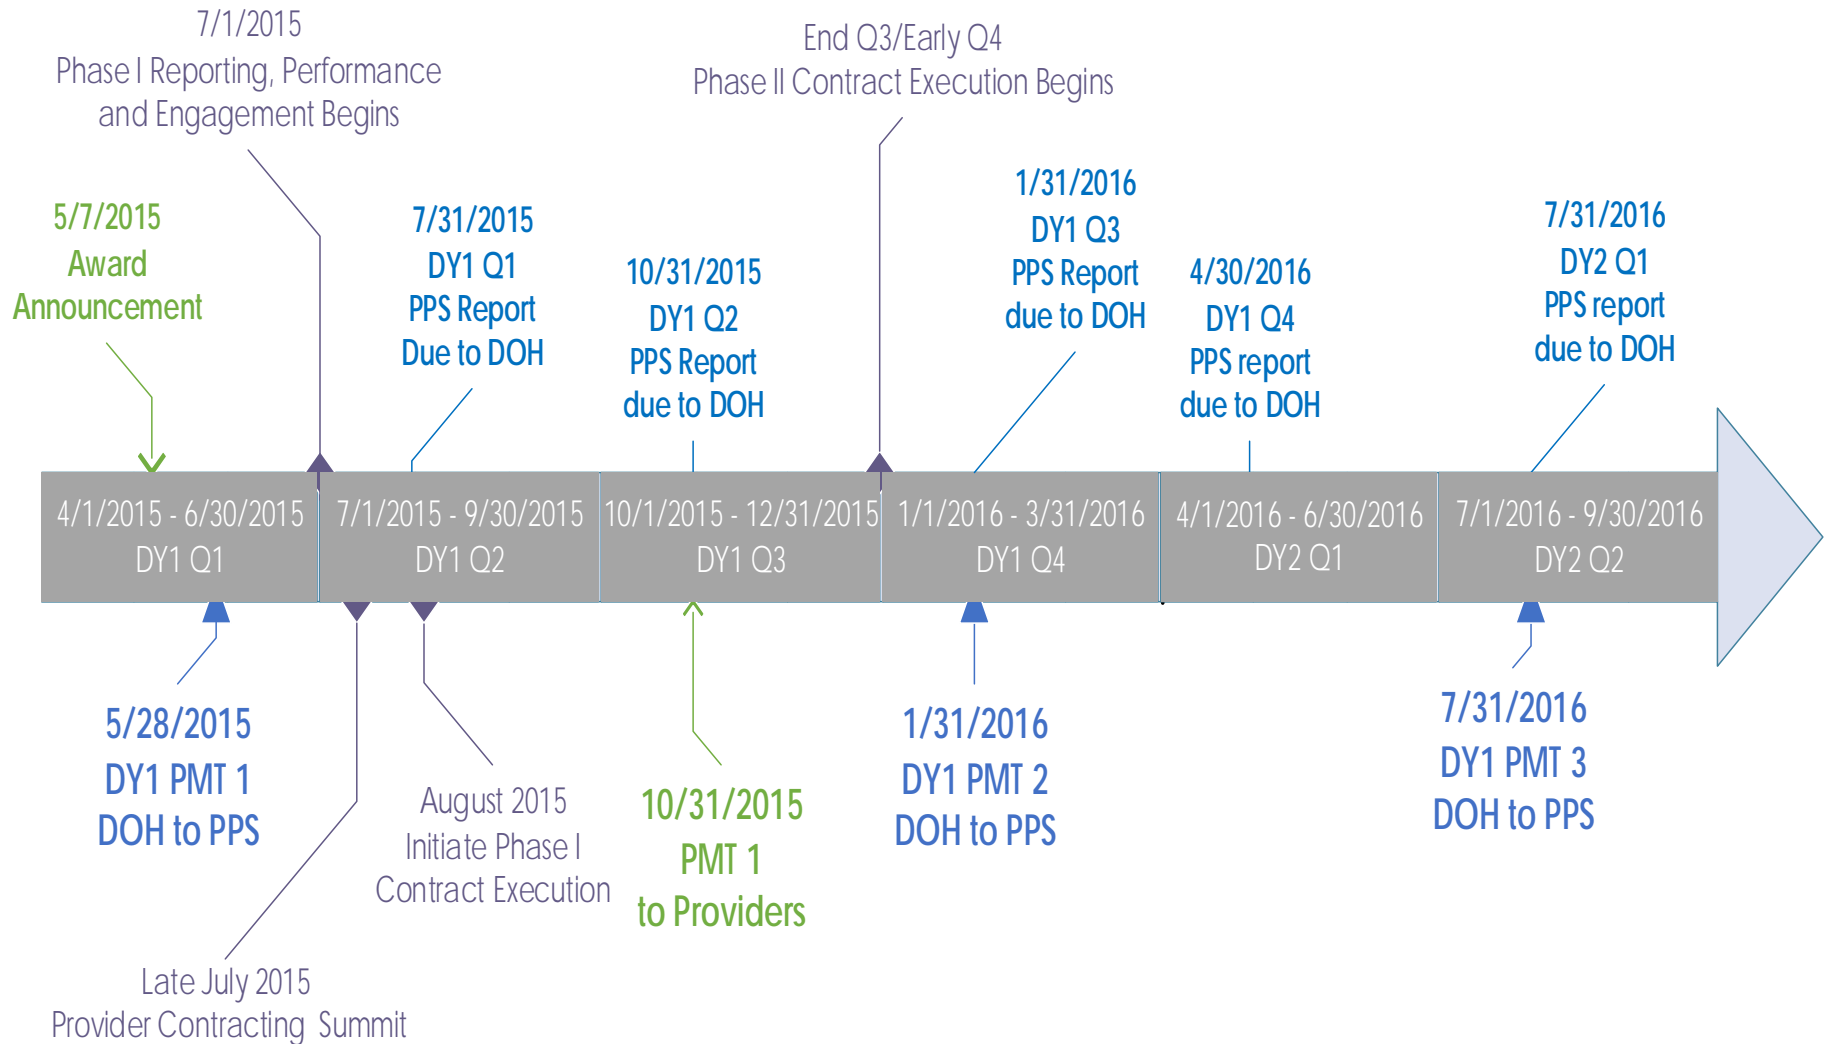 7/1/2015
Phase I Reporting, Performance
and Engagement Begins
End Q3/Early Q4
Phase II Contract Execution Begins
5/7/2015
Award
Announcement
7/31/2015
DY1 Q1
PPS Report
Due to DOH
10/31/2015
DY1 Q2
PPS Report
due to DOH
1/31/2016
DY1 Q3
PPS Report
due to DOH
4/30/2016
DY1 Q4
PPS report
due to DOH
7/31/2016
DY2 Q1
PPS report
due to DOH
4/1/2015 - 6/30/2015
DY1 Q1
7/1/2015 - 9/30/2015
DY1 Q2
10/1/2015 - 12/31/2015
DY1 Q3
1/1/2016 - 3/31/2016
DY1 Q4
4/1/2016 - 6/30/2016
DY2 Q1
7/1/2016 - 9/30/2016
DY2 Q2
5/28/2015
DY1 PMT 1
DOH to PPS
August 2015
Initiate Phase I
Contract Execution
10/31/2015
PMT 1
to Providers
1/31/2016
DY1 PMT 2
DOH to PPS
7/31/2016
DY1 PMT 3
DOH to PPS
Late July 2015
Provider Contracting Summit